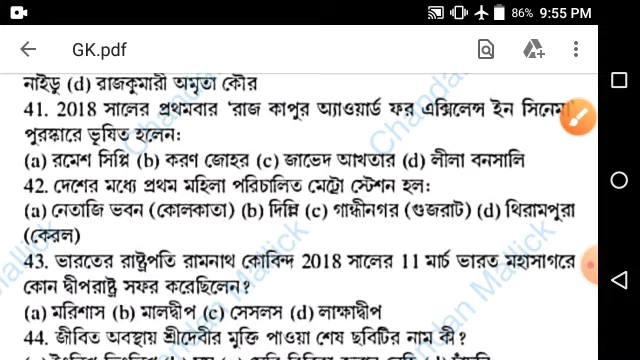 86% 9:55 PM
GK.pdf
নাইডু (d) রাজকুমারী অমৃতা কৌর
41. 2018 সালের প্রথমবার ‘রাজ কাপুর অ্যাওয়ার্ড ফর এক্সিলেন্স ইন সিনেমা’
পুরস্কারে ভূষিত হলেন:
(a) রমেশ সিপ্পি (b) করণ জোহর (c) জাভেদ আখতার (d) লীলা বনসালি
42. দেশের মধ্যে প্রথম মহিলা পরিচালিত মেট্রো স্টেশন হল:
(a) নেতাজি ভবন (কোলকাতা) (b) দিল্লি (c) গান্ধীনগর (গুজরাট) (d) থিরামপুরা
(কেরল)
43. ভারতের রাষ্ট্রপতি রামনাথ কোবিন্দ 2018 সালের 11 মার্চ ভারত মহাসাগরে
কোন দ্বীপরাষ্ট্র সফর করেছিলেন?
(a) মরিশাস (b) মালদ্বীপ (c) সেসলস (d) লাক্ষাদ্বীপ
44. জীবিত অবস্থায় শ্রীদেবীর মুক্তি পাওয়া শেষ ছবিটির নাম কী?